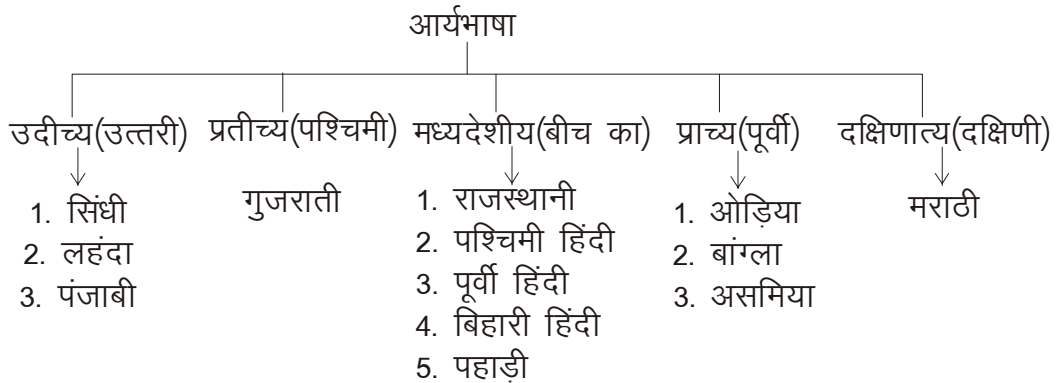 आर्यभाषा
उदीच्य(उत्तरी)
प्रतीच्य(पश्चिमी)
मध्यदेशीय(बीच का)
प्राच्य(पूर्वी)
दक्षिणात्य(दक्षिणी)
1. सिंधी
2. लहंदा
3. पंजाबी
गुजराती
1. राजस्थानी
2. पश्चिमी हिंदी
3. पूर्वी हिंदी
4. बिहारी हिंदी
5. पहाड़ी
1. ओड़िया
2. बांग्ला
3. असमिया
मराठी